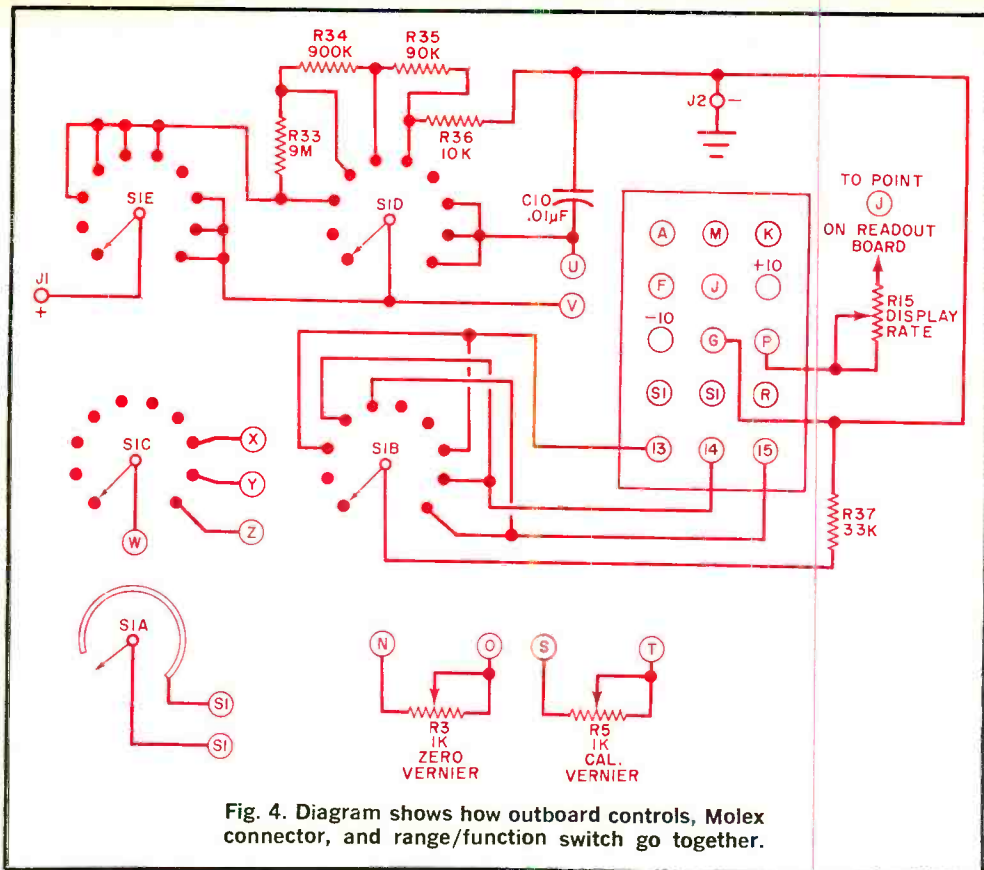 R34
900K
R35
90K
R33
9M
R36
10K
J2
-
S1E
S1D
C10
.01µF
J1
+
U
V
A
M
K
+10
F
J
-10
G
P
S1
S1
R
13
14
15
TO POINT
J
ON READOUT
BOARD
R15
DISPLAY
RATE
S1C
X
Y
Z
W
S1B
R37
33K
S1A
S1
S1
N
O
R3
1K
ZERO
VERNIER
S
T
R5
1K
CAL.
VERNIER
Fig. 4. Diagram shows how outboard controls, Molex
connector, and range/function switch go together.